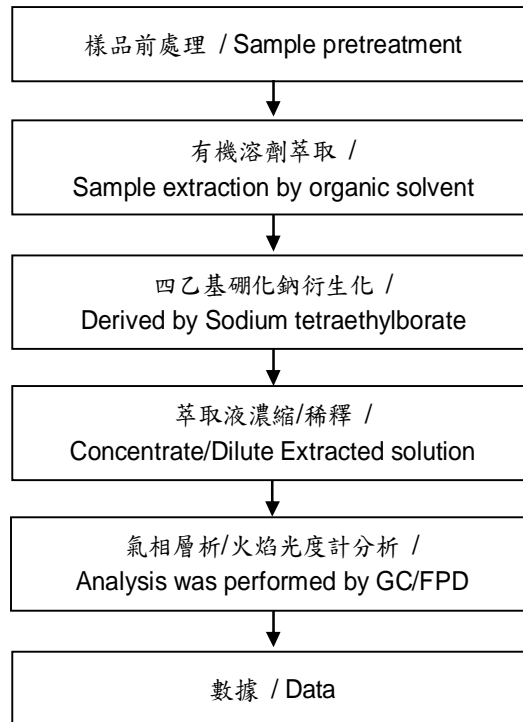 樣品前處理 / Sample pretreatment
有機溶劑萃取 /
Sample extraction by organic solvent
四乙基硼化鈉衍生化 /
Derived by Sodium tetraethylborate
萃取液濃縮/稀釋 /
Concentrate/Dilute Extracted solution
氣相層析/火焰光度計分析 /
Analysis was performed by GC/FPD
數據 / Data